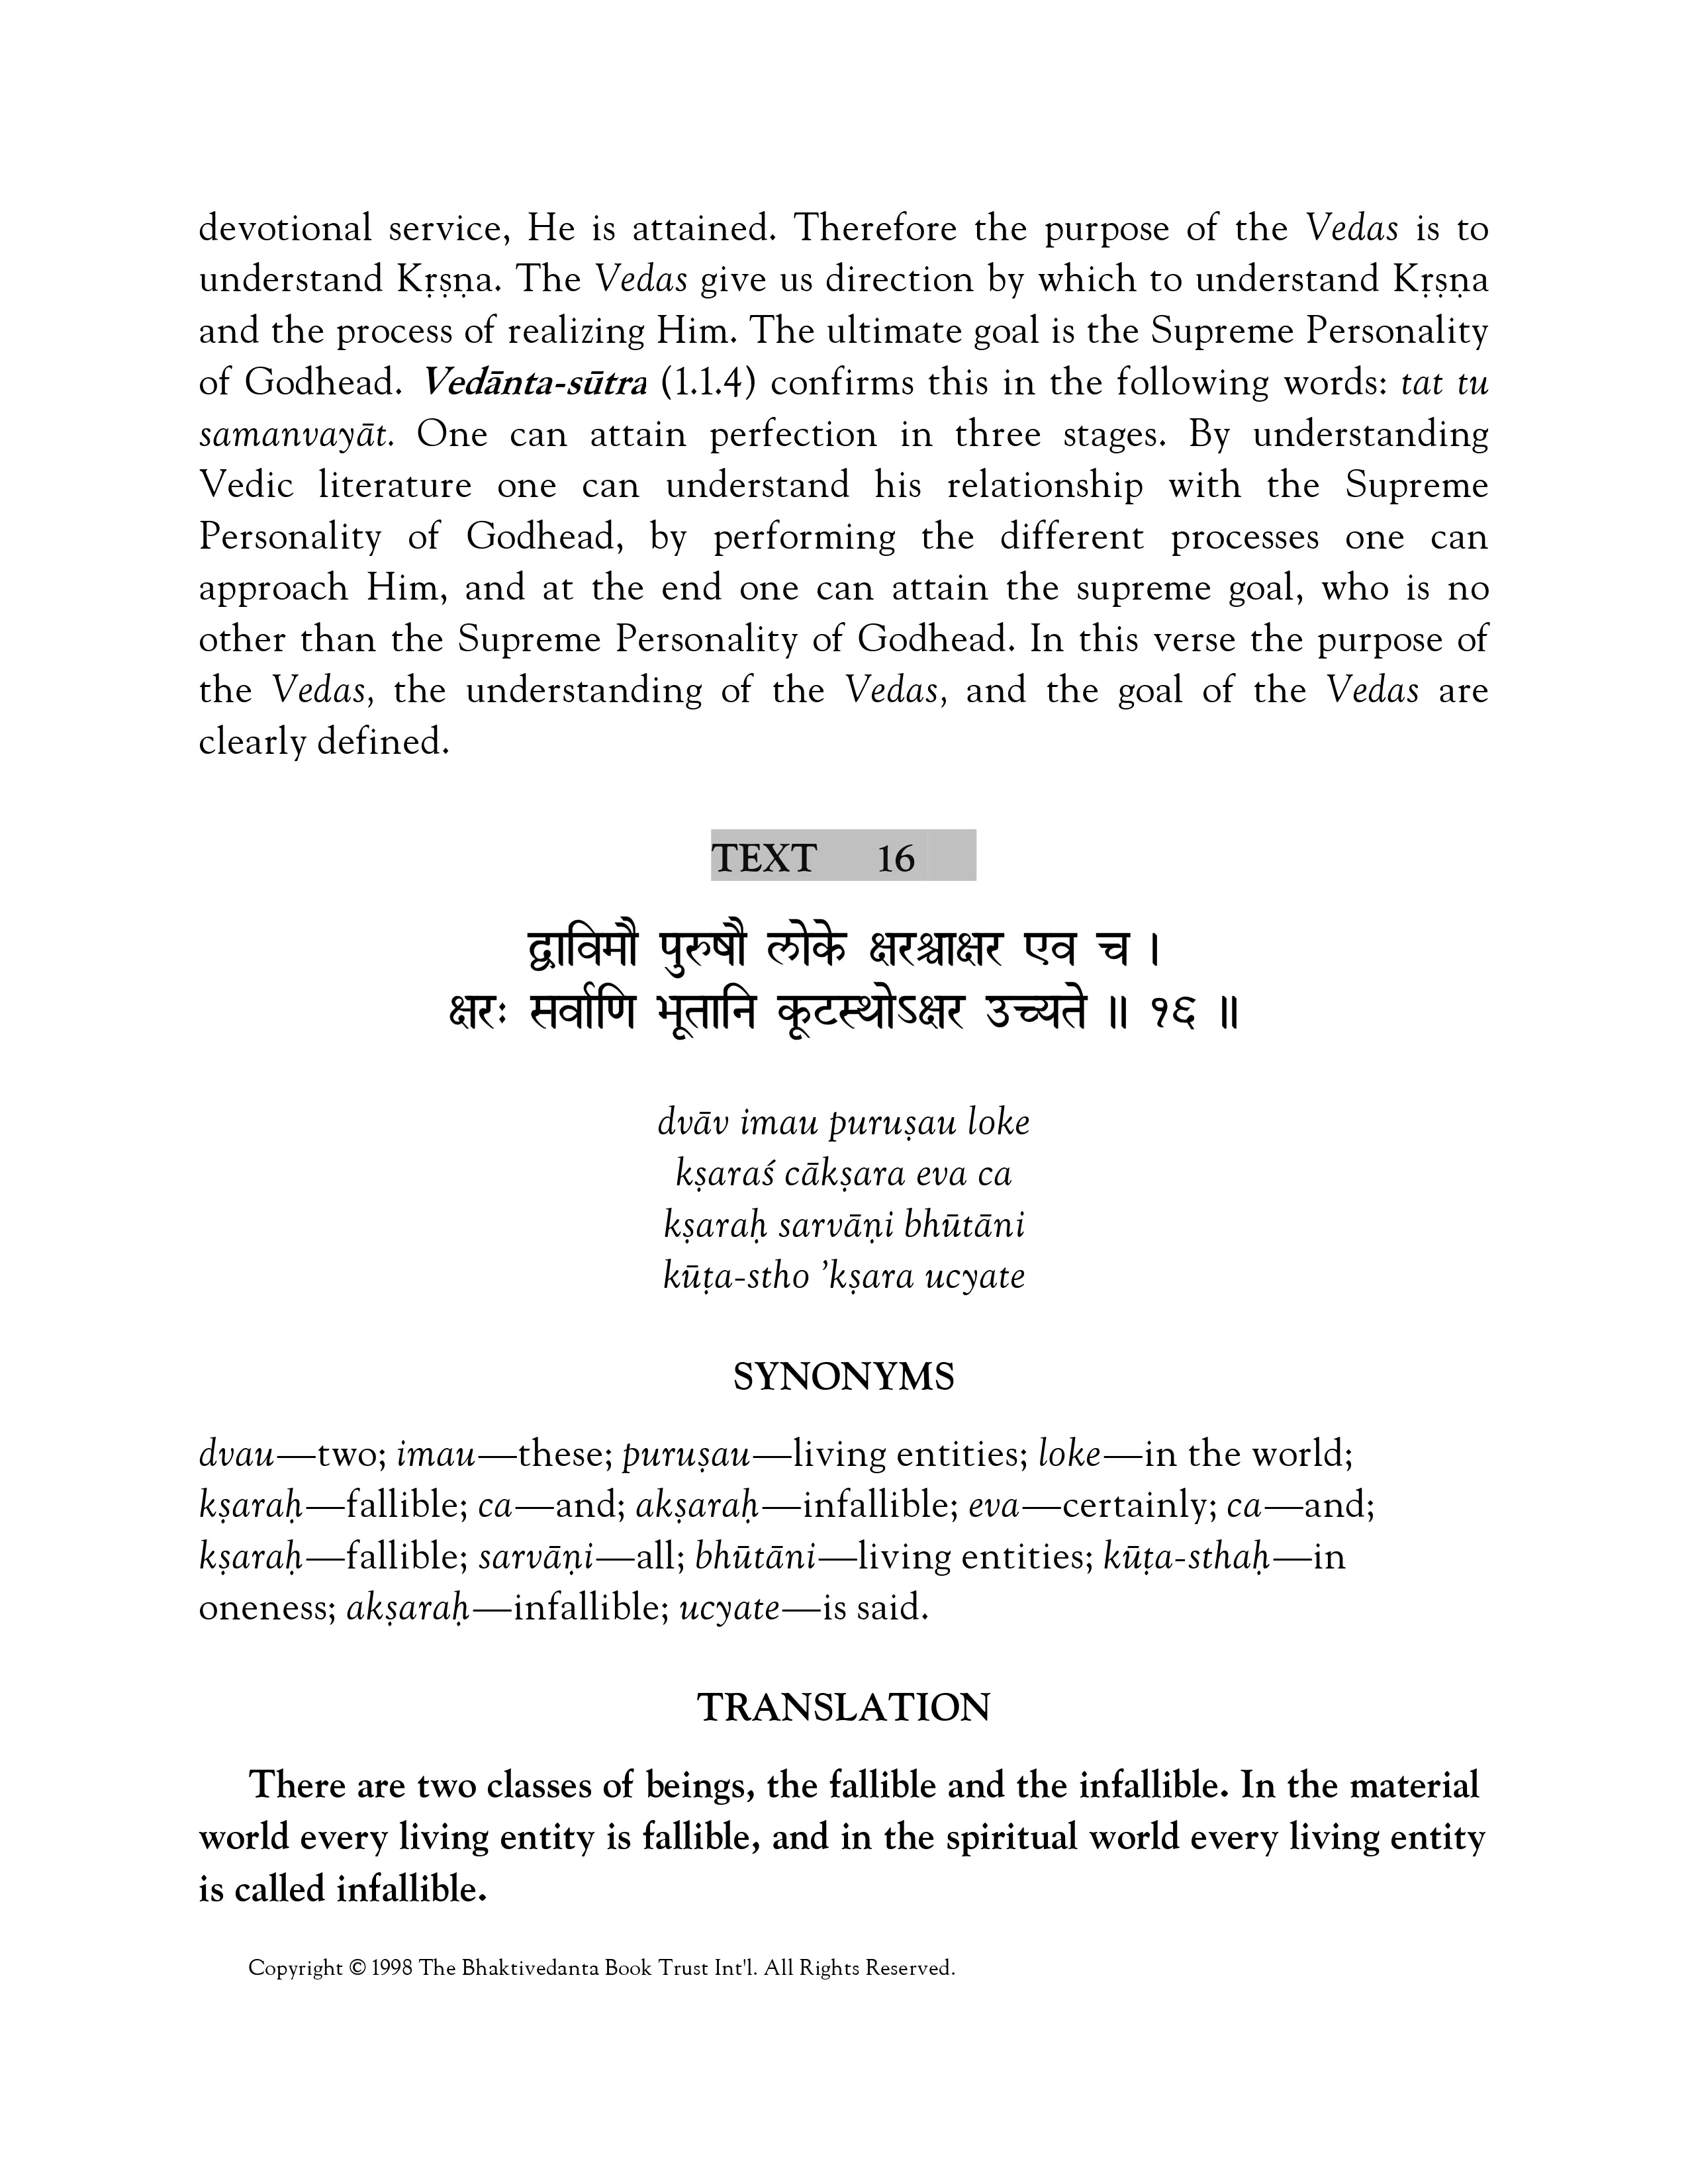 devotional service, He is attained. Therefore the purpose of the Vedas is to
understand Kṛṣṇa. The Vedas give us direction by which to understand Kṛṣṇa
and the process of realizing Him. The ultimate goal is the Supreme Personality
of Godhead. Vedānta-sūtra (1.1.4) confirms this in the following words: tat tu
samanvayāt. One can attain perfection in three stages. By understanding
Vedic literature one can understand his relationship with the Supreme
Personality of Godhead, by performing the different processes one can
approach Him, and at the end one can attain the supreme goal, who is no
other than the Supreme Personality of Godhead. In this verse the purpose of
the Vedas, the understanding of the Vedas, and the goal of the Vedas are
clearly defined.
TEXT 16
द्वाविमौ पुरुषौ लोके क्षरश्चाक्षर एव च ।
क्षरः सर्वाणि भूतानि कूटस्थोऽक्षर उच्यते ॥ १६ ॥
dvāv imau puruṣau loke
kṣaraś cākṣara eva ca
kṣaraḥ sarvāṇi bhūtāni
kūṭa-stho ’kṣara ucyate
SYNONYMS
dvau—two; imau—these; puruṣau—living entities; loke—in the world;
kṣaraḥ—fallible; ca—and; akṣaraḥ—infallible; eva—certainly; ca—and;
kṣaraḥ—fallible; sarvāṇi—all; bhūtāni—living entities; kūṭa-sthaḥ—in
oneness; akṣaraḥ—infallible; ucyate—is said.
TRANSLATION
There are two classes of beings, the fallible and the infallible. In the material
world every living entity is fallible, and in the spiritual world every living entity
is called infallible.
Copyright © 1998 The Bhaktivedanta Book Trust Int'l. All Rights Reserved.